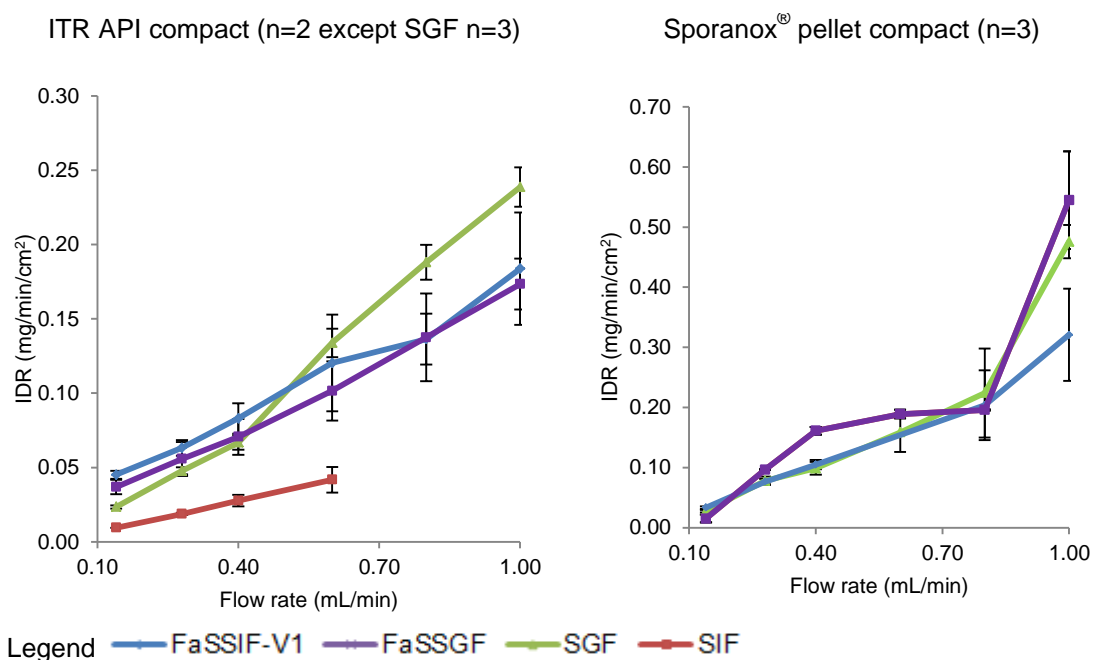 ITR API compact (n=2 except SGF n=3)
Sporanox® pellet compact (n=3)
0.30
0.25
0.20
0.15
0.10
0.05
0.00
IDR (mg/min/cm²)
0.10 0.40 0.70 1.00
Flow rate (mL/min)
0.70
0.60
0.50
0.40
0.30
0.20
0.10
0.00
IDR (mg/min/cm²)
0.10 0.40 0.70 1.00
Flow rate (mL/min)
Legend FaSSIF-V1 FaSSGF SGF SIF